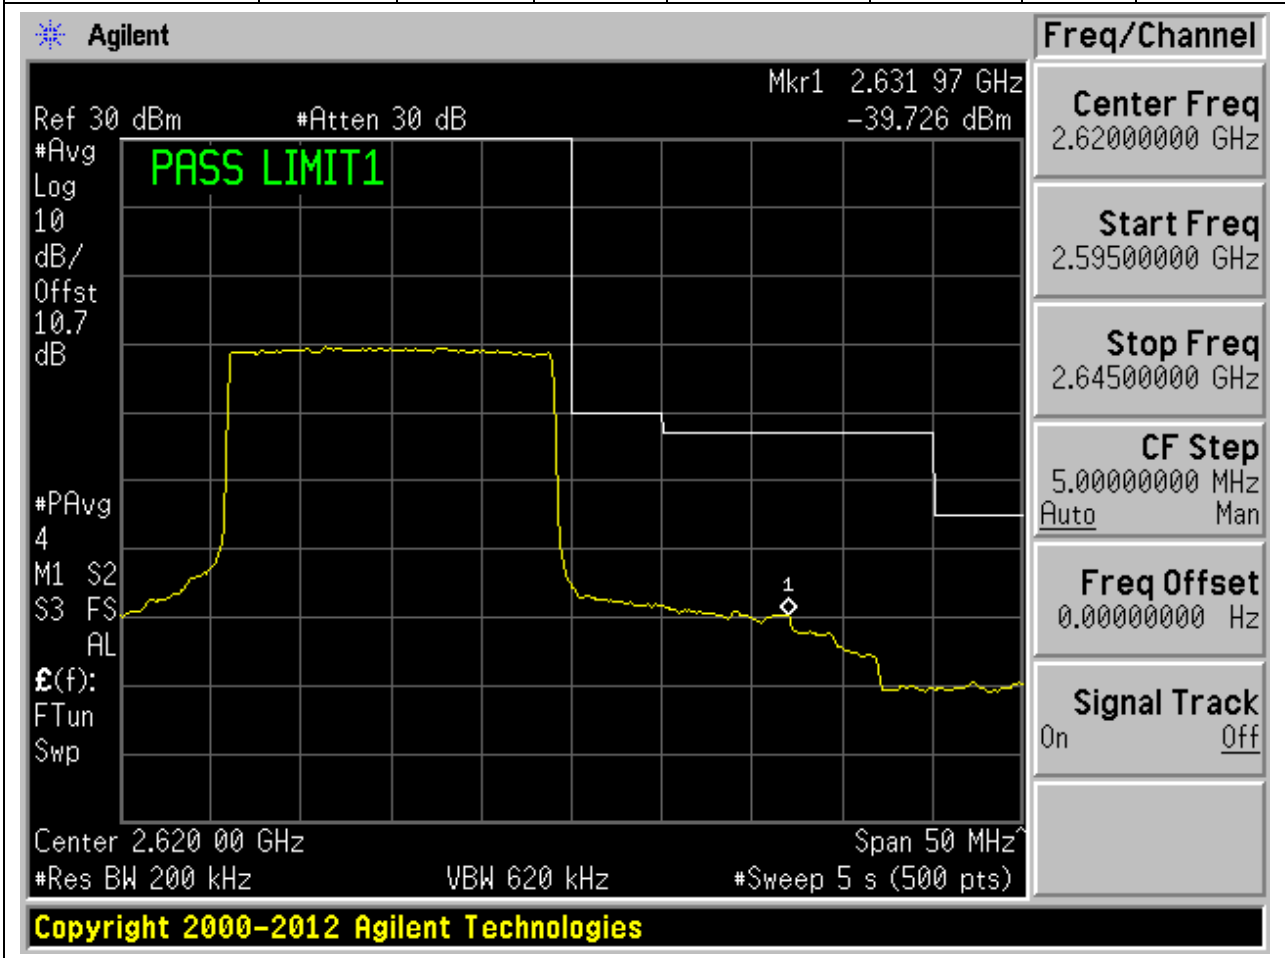 Agilent
Freq/Channel
Mkr1 2.631 97 GHz
Ref 30 dBm #Atten 30 dB -39.726 dBm
#Avg
Log
10
dB/
Offst
10.7
dB
PASS LIMIT1
#PAvg
4
M1 S2
S3 FS
AL
£(f):
FTun
Swp
1
Center 2.620 00 GHz Span 50 MHz^
#Res BW 200 kHz VBW 620 kHz #Sweep 5 s (500 pts)
Copyright 2000-2012 Agilent Technologies
Center Freq
2.62000000 GHz
Start Freq
2.59500000 GHz
Stop Freq
2.64500000 GHz
CF Step
5.00000000 MHz
Auto Man
Freq Offset
0.00000000 Hz
Signal Track
On Off